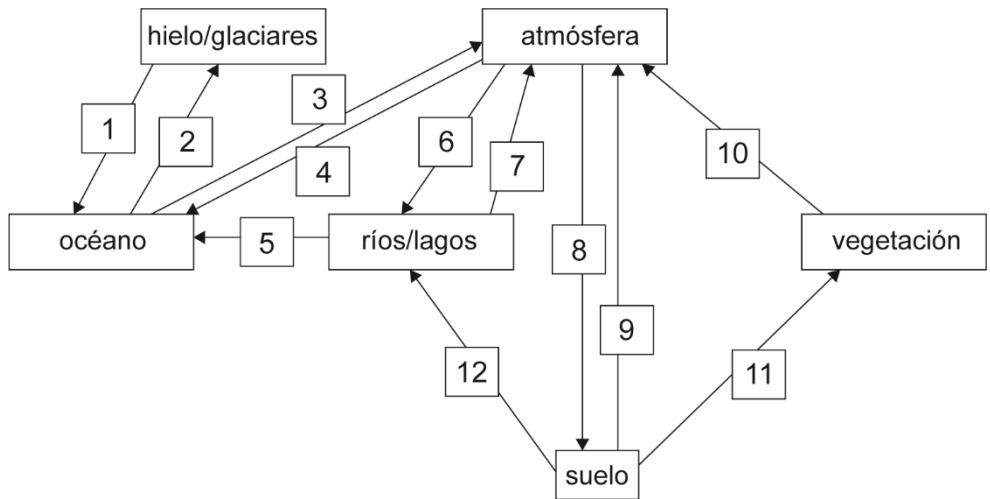 hielo/glaciares
atmósfera
1
2
3
4
6
7
10
océano
5
ríos/lagos
8
vegetación
9
12
11
suelo